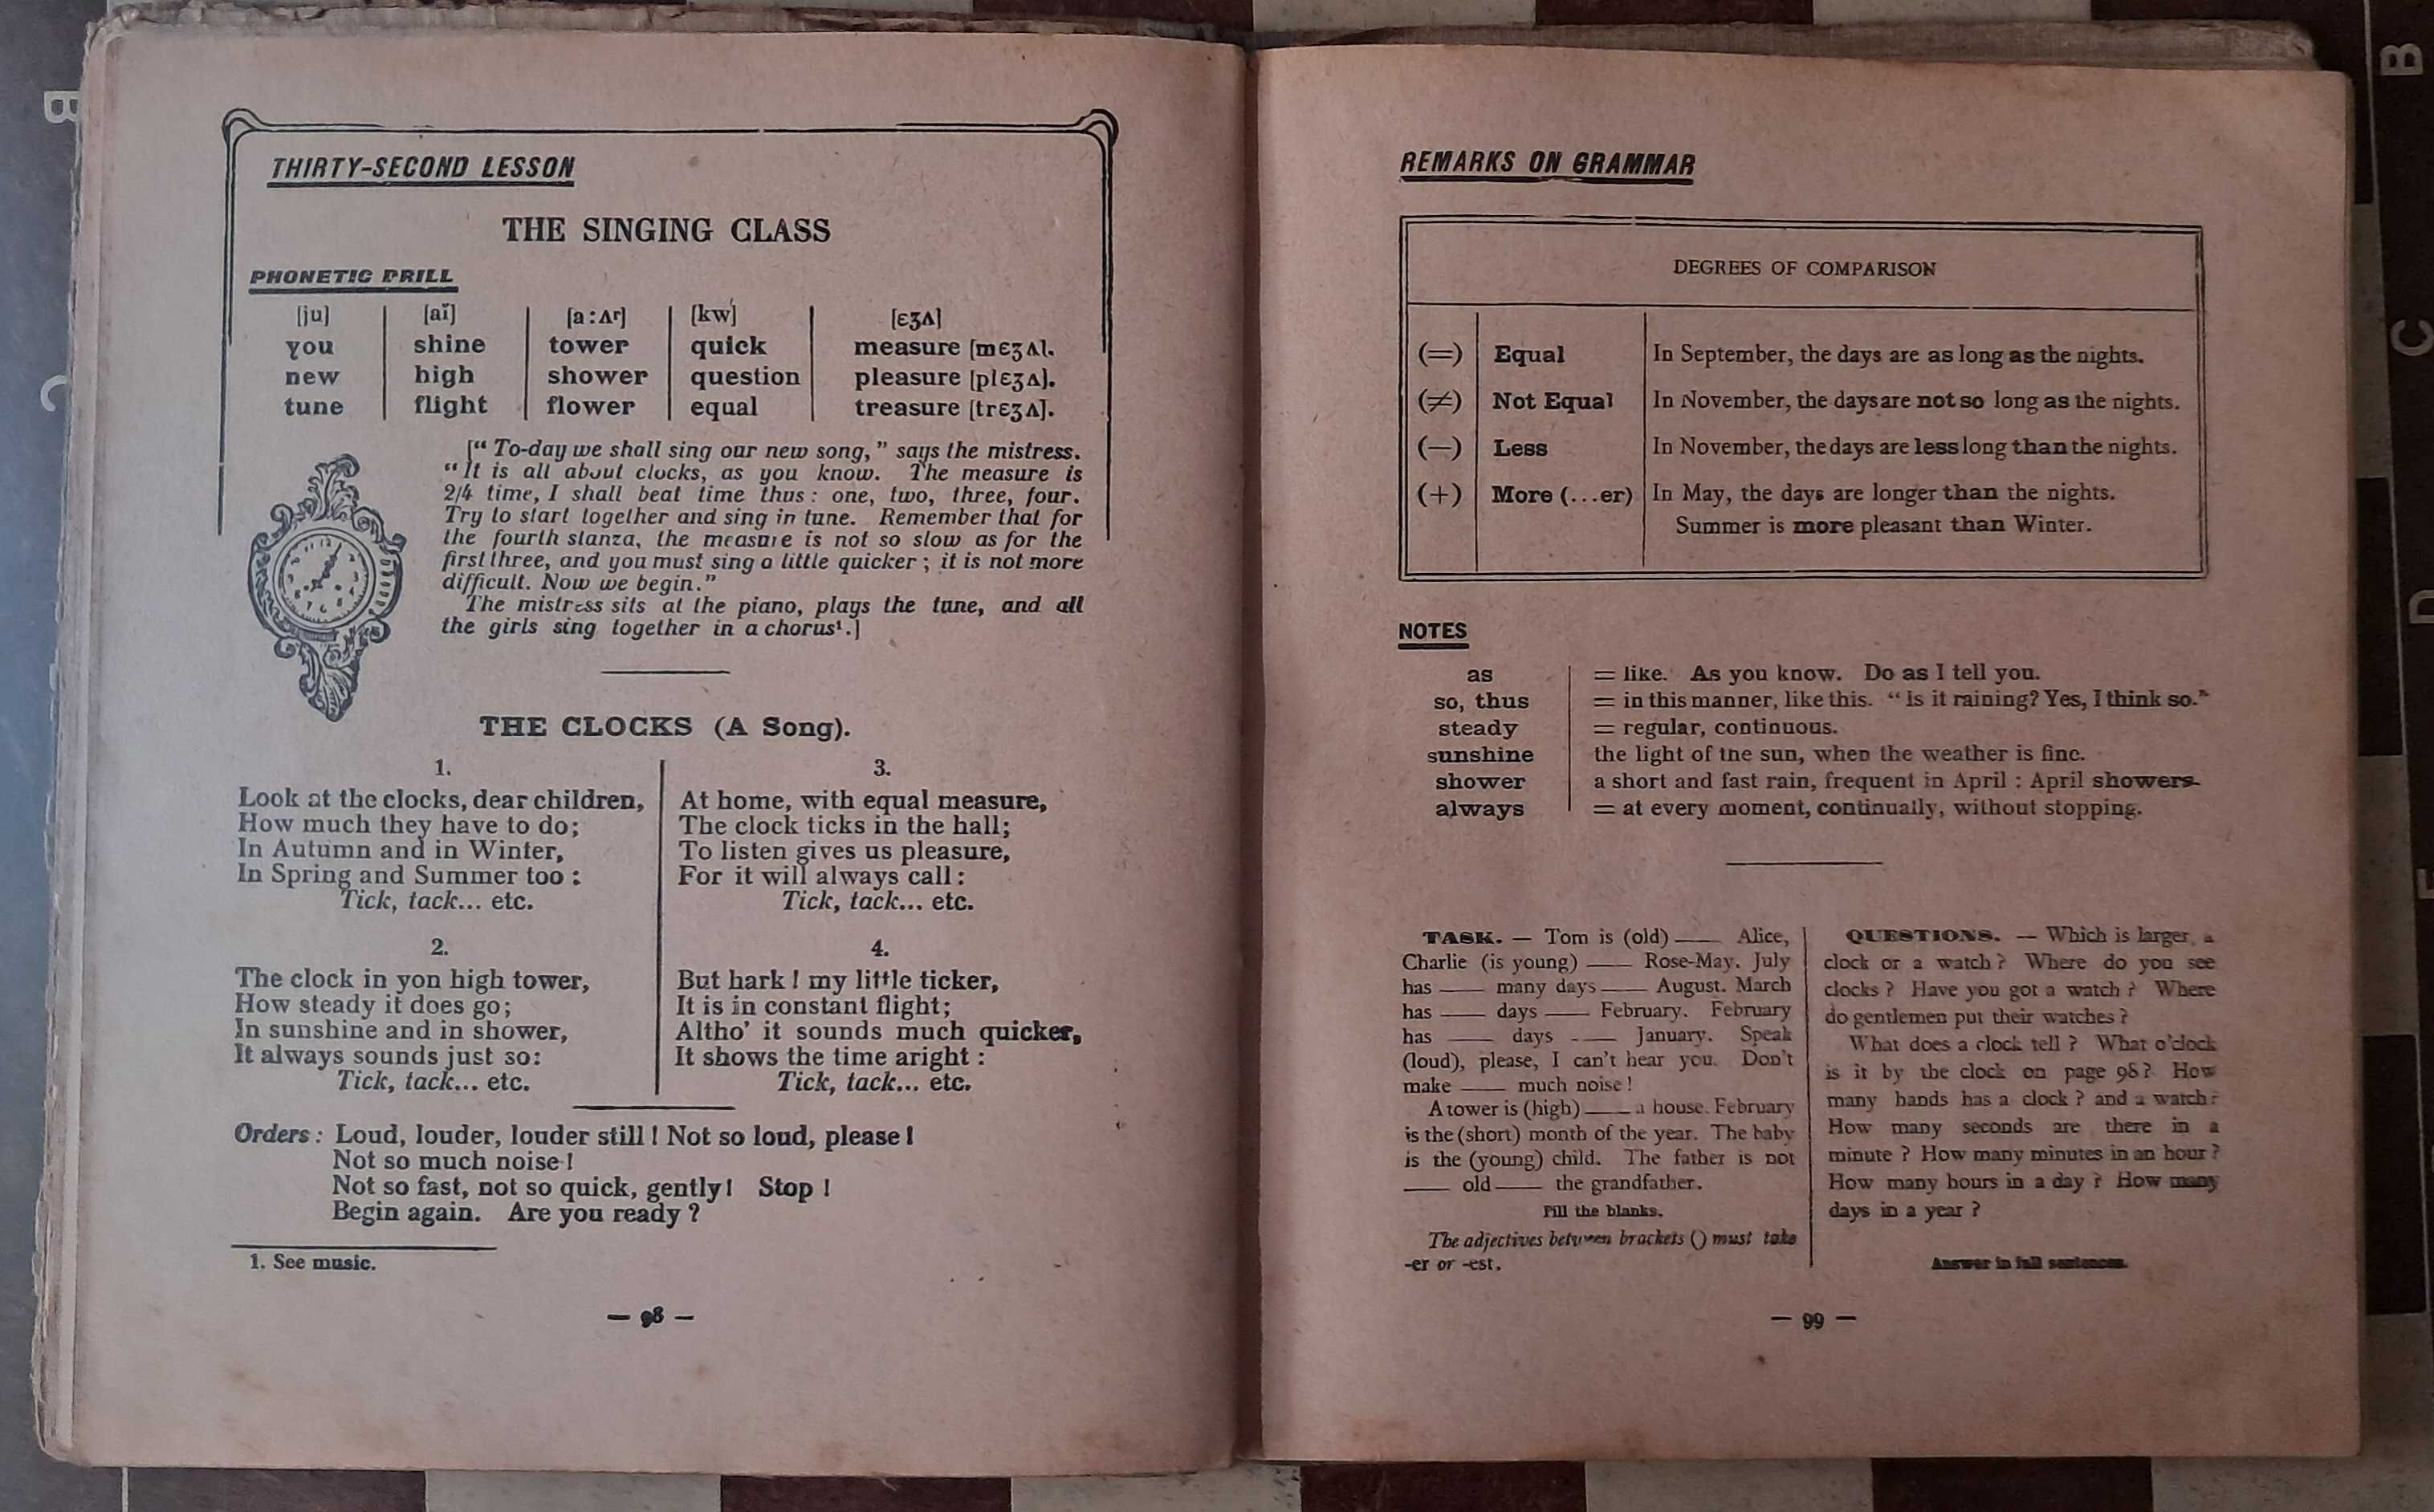 THIRTY-SECOND LESSON
THE SINGING CLASS
PHONETIC DRILL
[ju] [aĭ] [a:ʌr] [kw] [ɛʒʌ]
you shine tower quick measure [mɛʒʌ].
new high shower question pleasure [plɛʒʌ].
tune flight flower equal treasure [trɛʒʌ].
[“ To-day we shall sing our new song,” says the mistress.
“It is all about clocks, as you know. The measure is
2/4 time, I shall beat time thus : one, two, three, four.
Try to start together and sing in tune. Remember that for
the fourth stanza, the measure is not so slow as for the
first three, and you must sing a little quicker ; it is not more
difficult. Now we begin.”
The mistress sits at the piano, plays the tune, and all
the girls sing together in a chorus¹.]
THE CLOCKS (A Song).
1.
Look at the clocks, dear children,
How much they have to do;
In Autumn and in Winter,
In Spring and Summer too :
Tick, tack... etc.
2.
The clock in yon high tower,
How steady it does go;
In sunshine and in shower,
It always sounds just so:
Tick, tack... etc.
3.
At home, with equal measure,
The clock ticks in the hall;
To listen gives us pleasure,
For it will always call :
Tick, tack... etc.
4.
But hark ! my little ticker,
It is in constant flight;
Altho' it sounds much quicker,
It shows the time aright :
Tick, tack... etc.
Orders : Loud, louder, louder still ! Not so loud, please !
Not so much noise !
Not so fast, not so quick, gently ! Stop !
Begin again. Are you ready ?
1. See music.
— 98 —
REMARKS ON GRAMMAR
DEGREES OF COMPARISON
(=) Equal In September, the days are as long as the nights.
(≠) Not Equal In November, the days are not so long as the nights.
(—) Less In November, the days are less long than the nights.
(+) More (...er) In May, the days are longer than the nights.
Summer is more pleasant than Winter.
NOTES
as = like. As you know. Do as I tell you.
so, thus = in this manner, like this. “ Is it raining? Yes, I think so.”
steady = regular, continuous.
sunshine the light of the sun, when the weather is fine.
shower a short and fast rain, frequent in April : April showers.
always = at every moment, continually, without stopping.
TASK. — Tom is (old) —— Alice,
Charlie (is young) —— Rose-May. July
has —— many days —— August. March
has —— days —— February. February
has —— days —— January. Speak
(loud), please, I can't hear you. Don't
make —— much noise !
A tower is (high) —— a house. February
is the (short) month of the year. The baby
is the (young) child. The father is not
—— old —— the grandfather.
Fill the blanks.
The adjectives between brackets () must take
-er or -est.
QUESTIONS. — Which is larger, a
clock or a watch ? Where do you see
clocks ? Have you got a watch ? Where
do gentlemen put their watches ?
What does a clock tell ? What o'clock
is it by the clock on page 98 ? How
many hands has a clock ? and a watch ?
How many seconds are there in a
minute ? How many minutes in an hour ?
How many hours in a day ? How many
days in a year ?
Answer in full sentences.
— 99 —
B
C
B
C
D